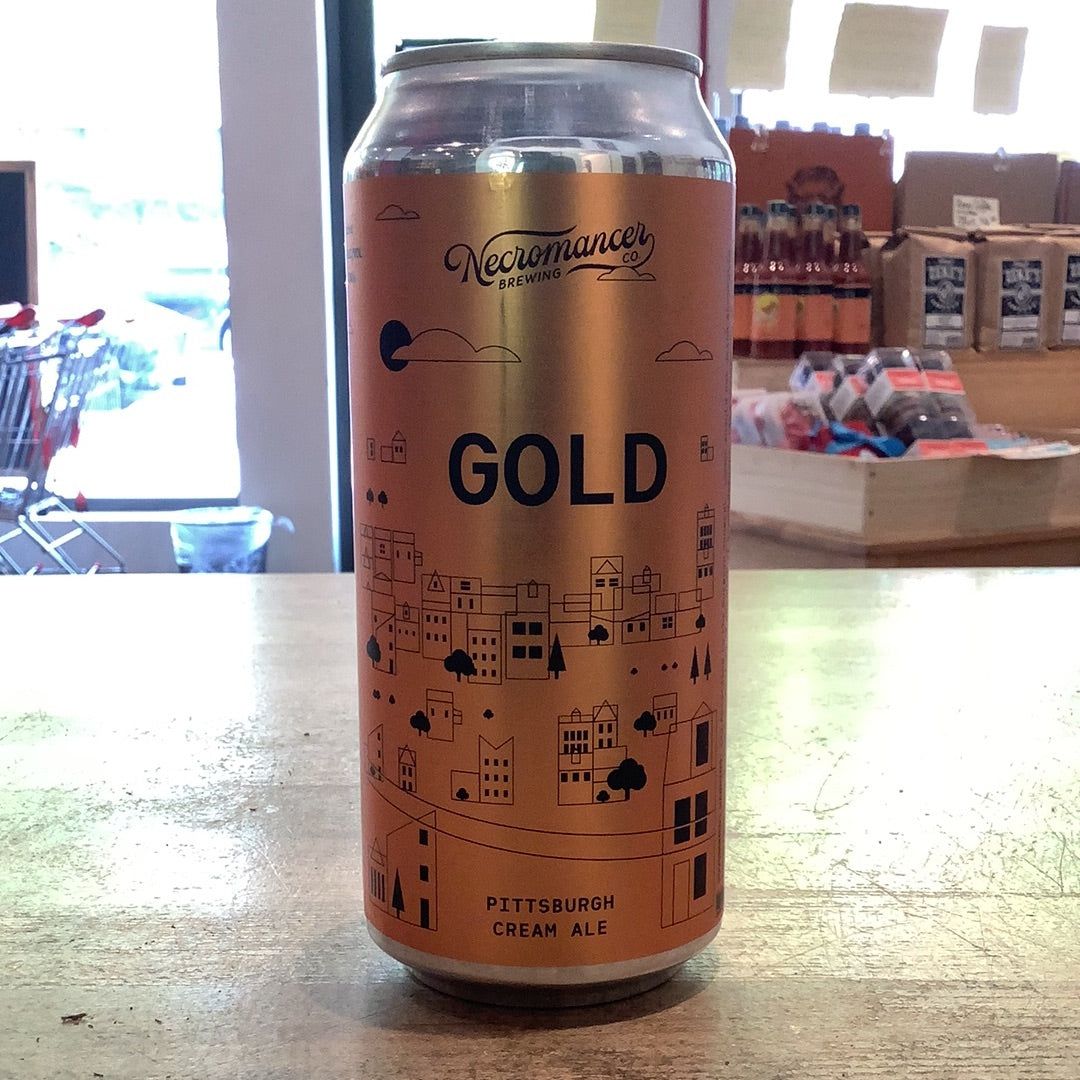 Necromancer
BREWING CO.
GOLD
PITTSBURGH
CREAM ALE